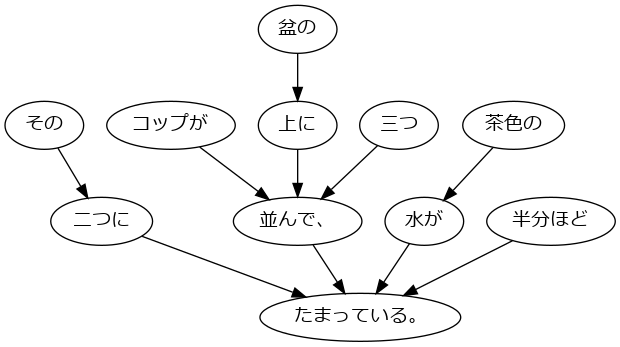 盆の
その
コップが
上に
三つ
茶色の
二つに
並んで、
水が
半分ほど
たまっている。